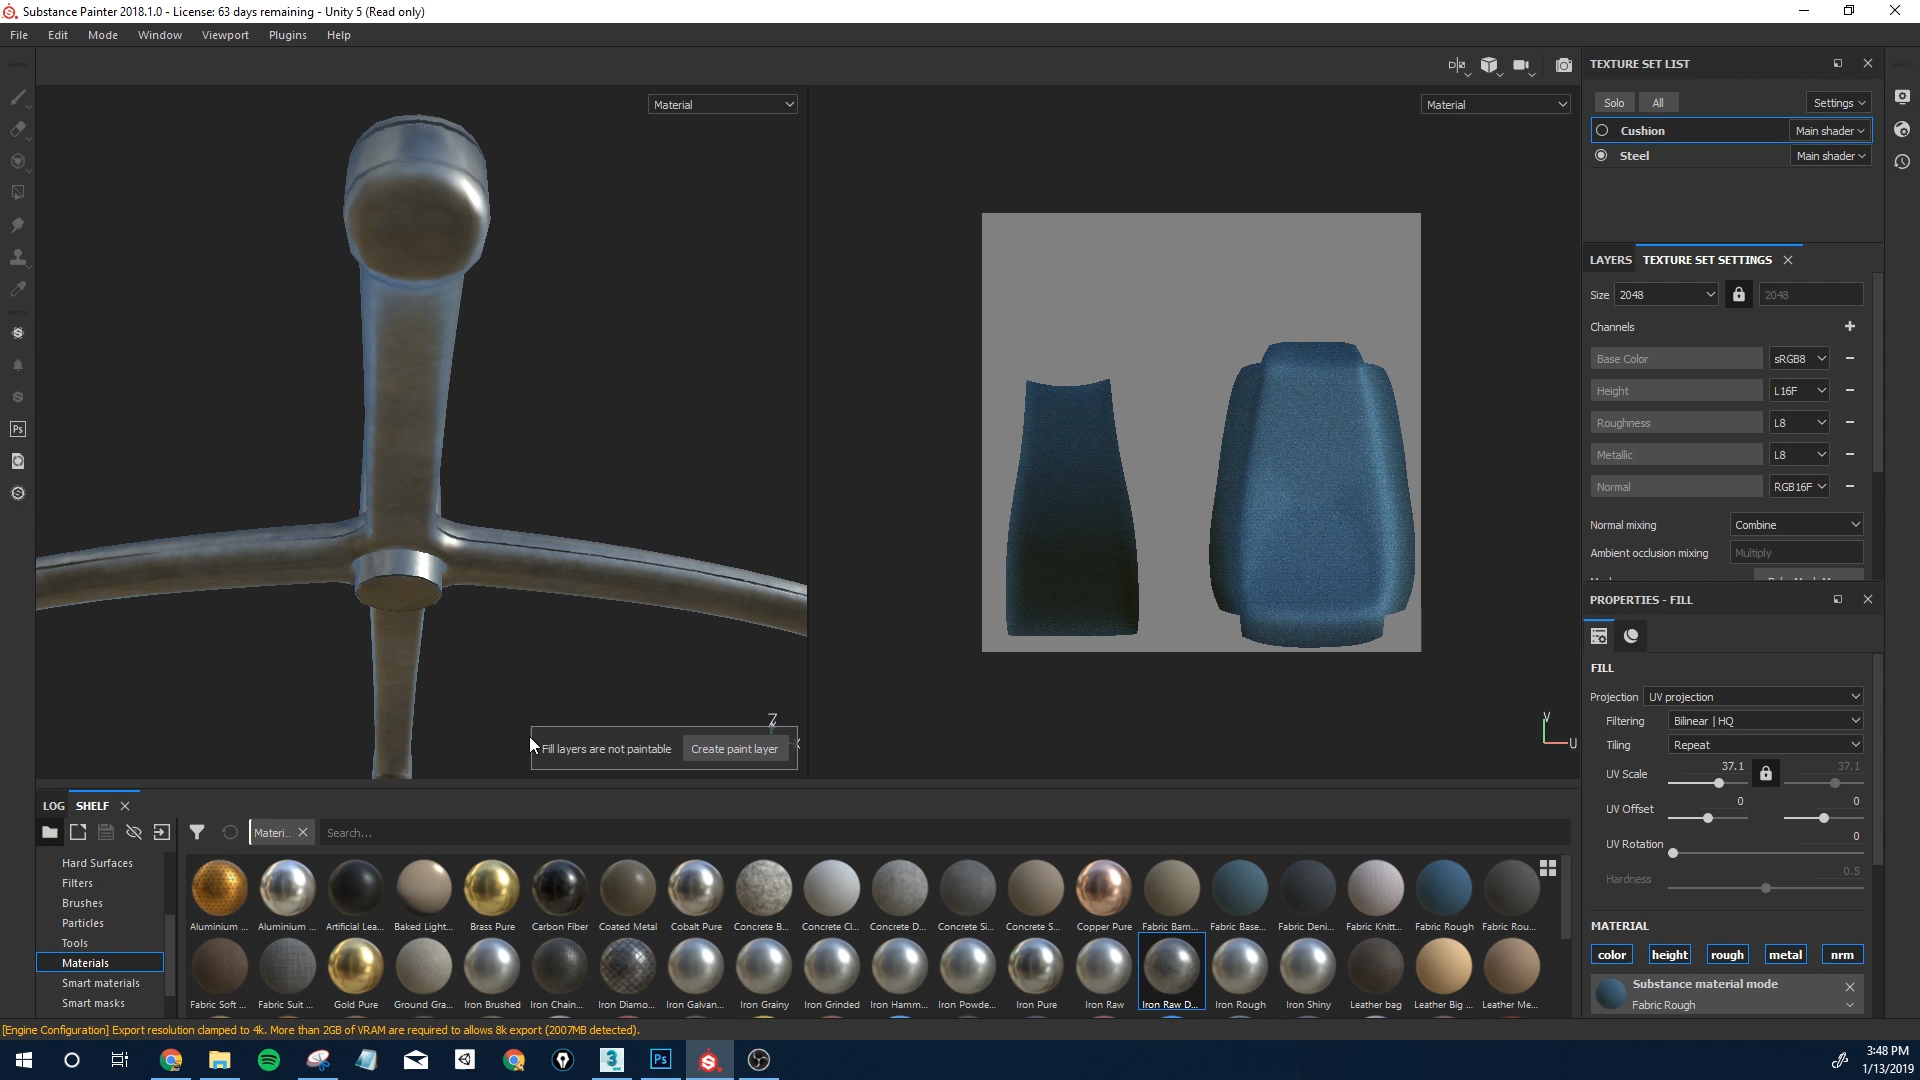 Substance Painter 2018.1.0 - License: 63 days remaining - Unity 5 (Read only)
File Edit Mode Window Viewport Plugins Help
Material
Material
TEXTURE SET LIST
Solo All Settings
Cushion Main shader
Steel Main shader
LAYERS TEXTURE SET SETTINGS
Size 2048 2048
Channels
Base Color sRGB8
Height L16F
Roughness L8
Metallic L8
Normal RGB16F
Normal mixing Combine
Ambient occlusion mixing Multiply
PROPERTIES - FILL
FILL
Projection UV projection
Filtering Bilinear | HQ
Tiling Repeat
UV Scale 37.1 37.1
UV Offset 0 0
UV Rotation 0
Hardness 0.5
MATERIAL
color height rough metal nrm
Substance material mode
Fabric Rough
Z
V
U
Fill layers are not paintable Create paint layer
LOG SHELF
Materi.. Search...
Hard Surfaces
Filters
Brushes
Particles
Tools
Materials
Smart materials
Smart masks
Aluminium ... Aluminium ... Artificial Lea... Baked Light... Brass Pure Carbon Fiber Coated Metal Cobalt Pure Concrete B... Concrete Cl... Concrete D... Concrete Si... Concrete S... Copper Pure Fabric Bam... Fabric Base... Fabric Deni... Fabric Knitt... Fabric Rough Fabric Rou...
Fabric Soft ... Fabric Suit ... Gold Pure Ground Gra... Iron Brushed Iron Chain... Iron Diamo... Iron Galvan... Iron Grainy Iron Grinded Iron Hamm... Iron Powde... Iron Pure Iron Raw Iron Raw D... Iron Rough Iron Shiny Leather bag Leather Big ... Leather Me...
[Engine Configuration] Export resolution clamped to 4k. More than 2GB of VRAM are required to allows 8k export (2007MB detected).
3:48 PM
1/13/2019